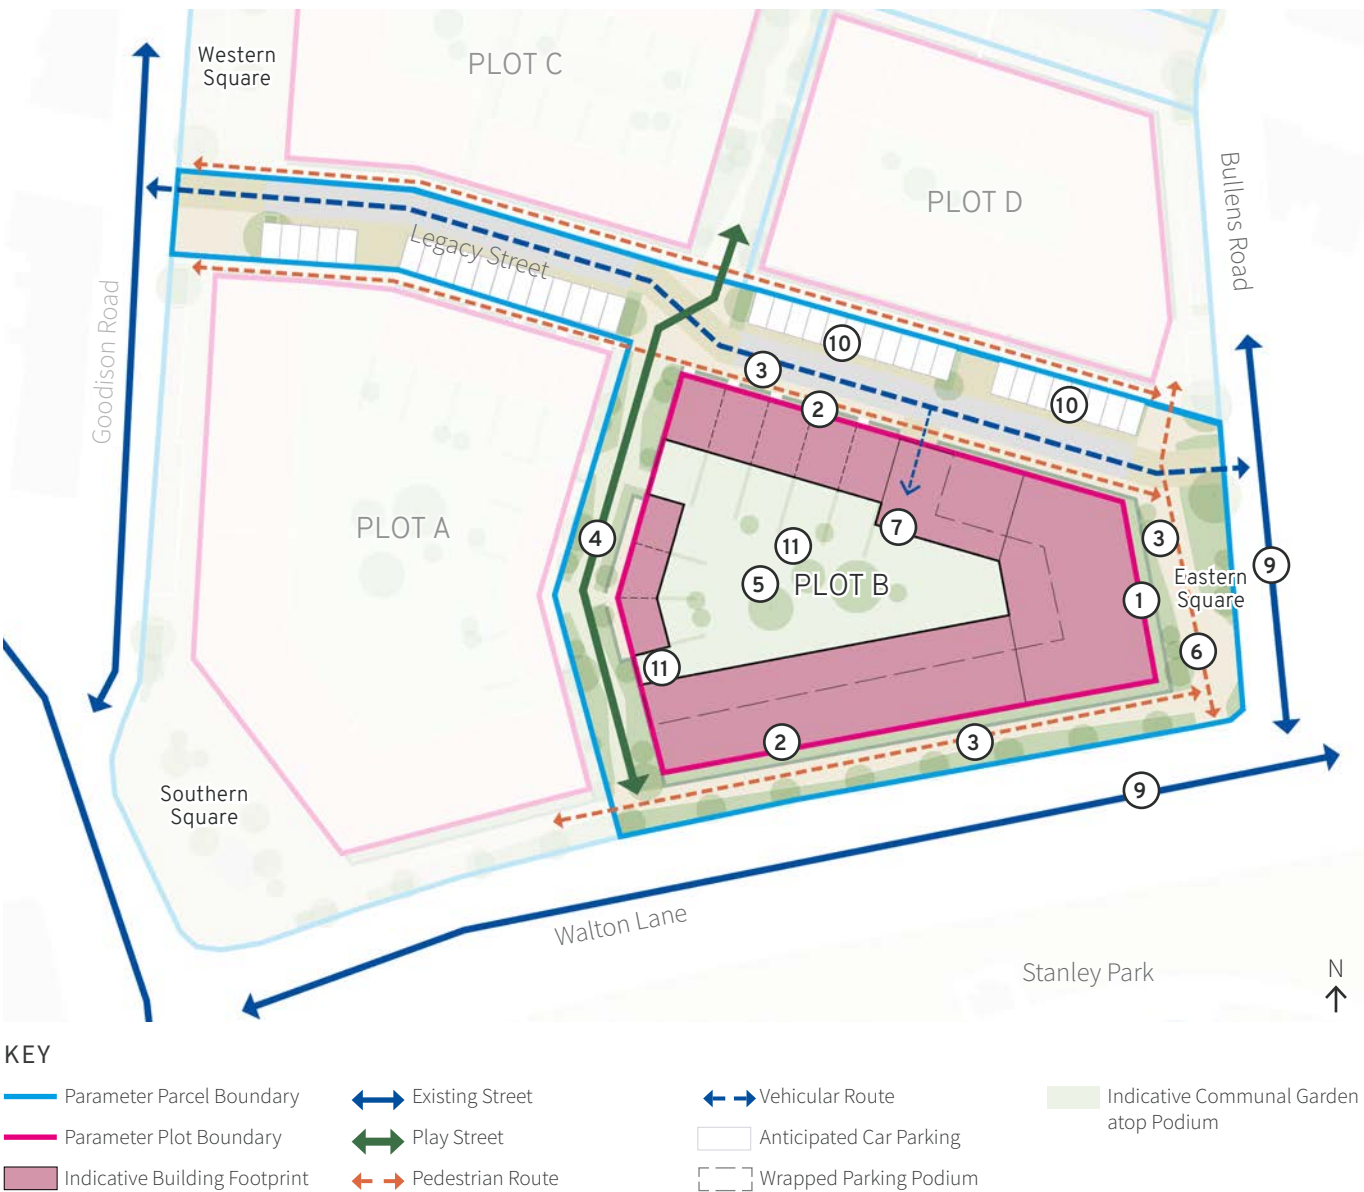 Western
Square
PLOT C
PLOT D
Bullens Road
Legacy Street
Goodison Road
10
3
10
2
PLOT A
4
7
3
11
5
PLOT B
9
Eastern
Square
1
6
11
2
3
9
Southern
Square
Walton Lane
Stanley Park
N
KEY
Parameter Parcel Boundary
Parameter Plot Boundary
Indicative Building Footprint
Existing Street
Play Street
Pedestrian Route
Vehicular Route
Anticipated Car Parking
Wrapped Parking Podium
Indicative Communal Garden
atop Podium